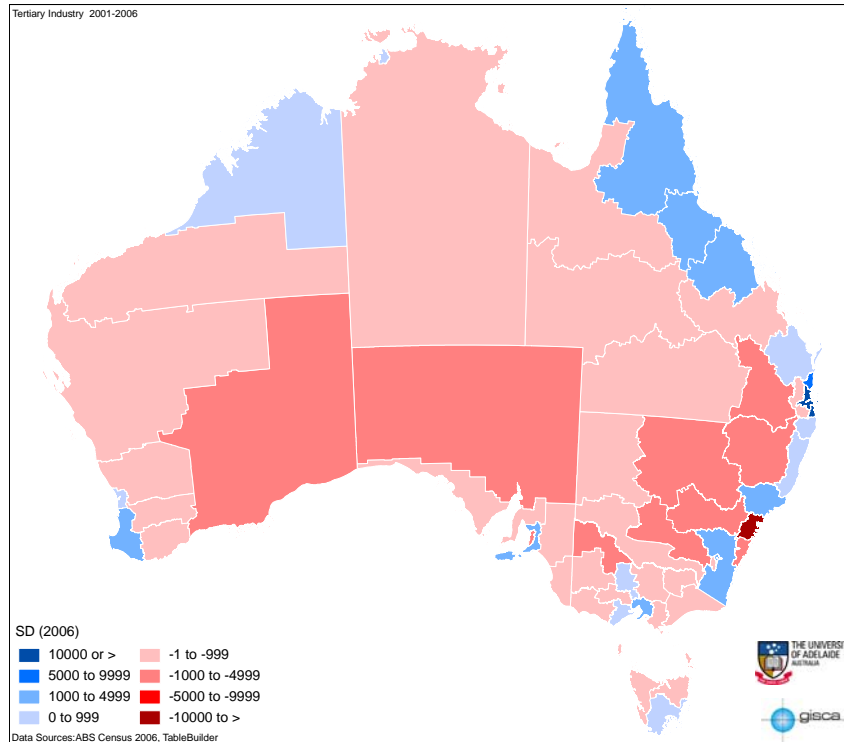 Tertiary Industry 2001-2006
SD (2006)
10000 or >
5000 to 9999
1000 to 4999
0 to 999
-1 to -999
-1000 to -4999
-5000 to -9999
-10000 to >
THE UNIVERSI
OF ADELAIDE
AUSTRALIA
gisca
Data Sources:ABS Census 2006, TableBuilder